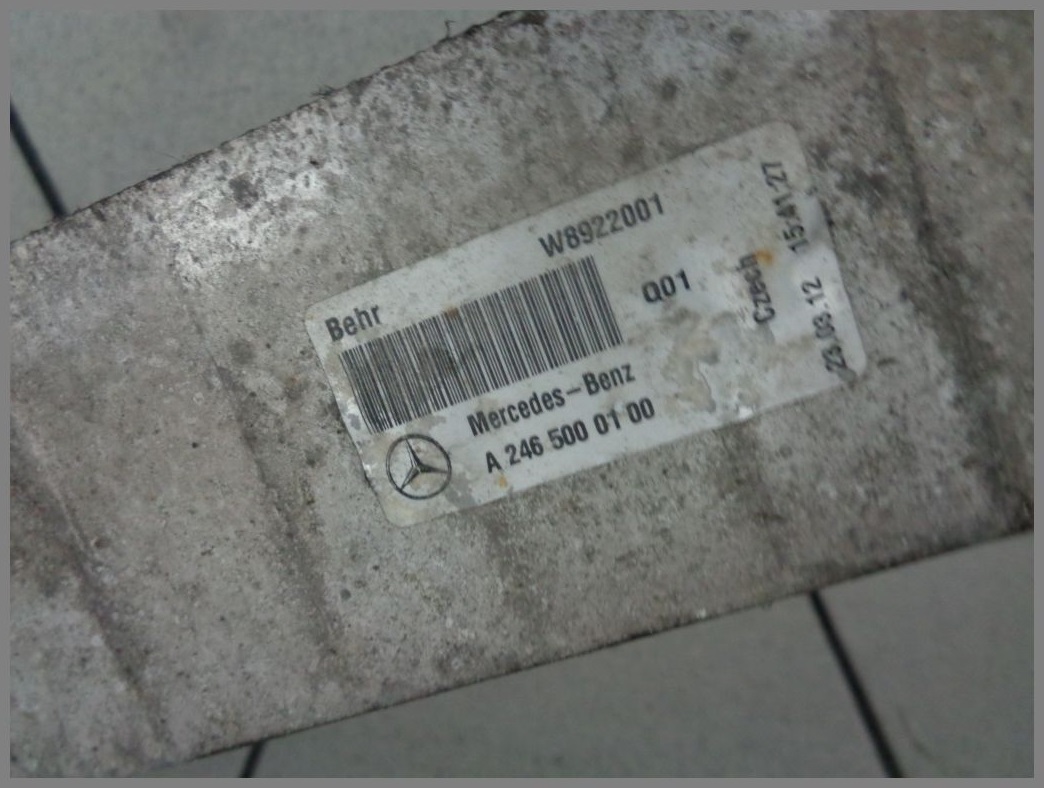 Behr
W8922001
Q01
Mercedes-Benz
A 246 500 01 00
Czech
23.03.12 15:41:27